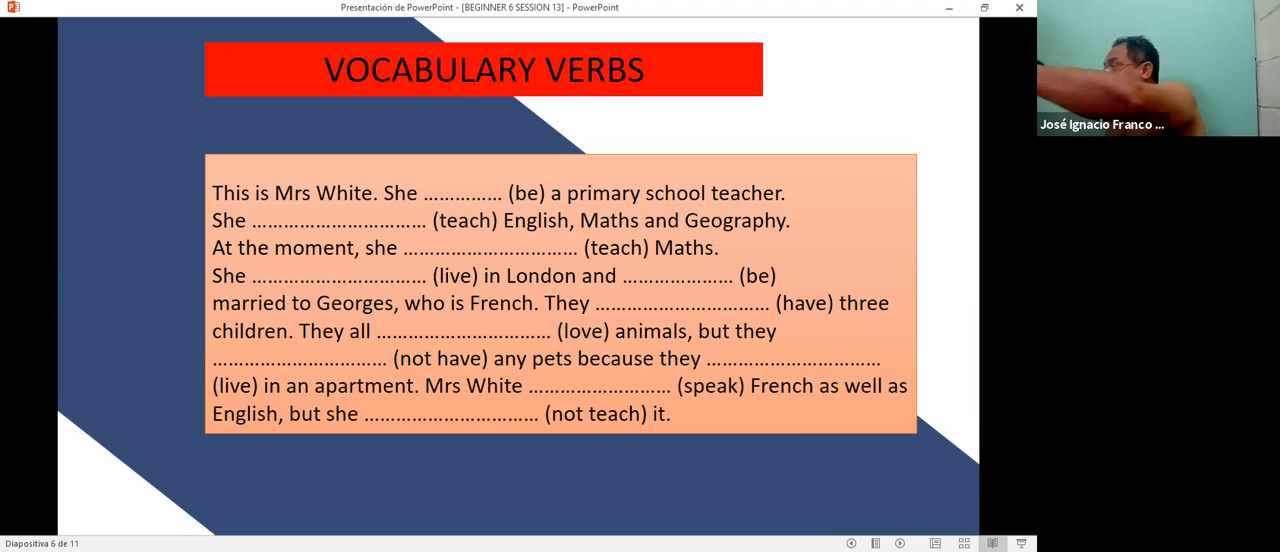 Presentación de PowerPoint - [BEGINNER 6 SESSION 13] - PowerPoint
VOCABULARY VERBS
This is Mrs White. She …………… (be) a primary school teacher.
She …………………………… (teach) English, Maths and Geography.
At the moment, she …………………………… (teach) Maths.
She …………………………… (live) in London and ………………… (be)
married to Georges, who is French. They …………………………… (have) three
children. They all …………………………… (love) animals, but they
…………………………… (not have) any pets because they ……………………………
(live) in an apartment. Mrs White ……………………… (speak) French as well as
English, but she …………………………… (not teach) it.
José Ignacio Franco ...
Diapositiva 6 de 11